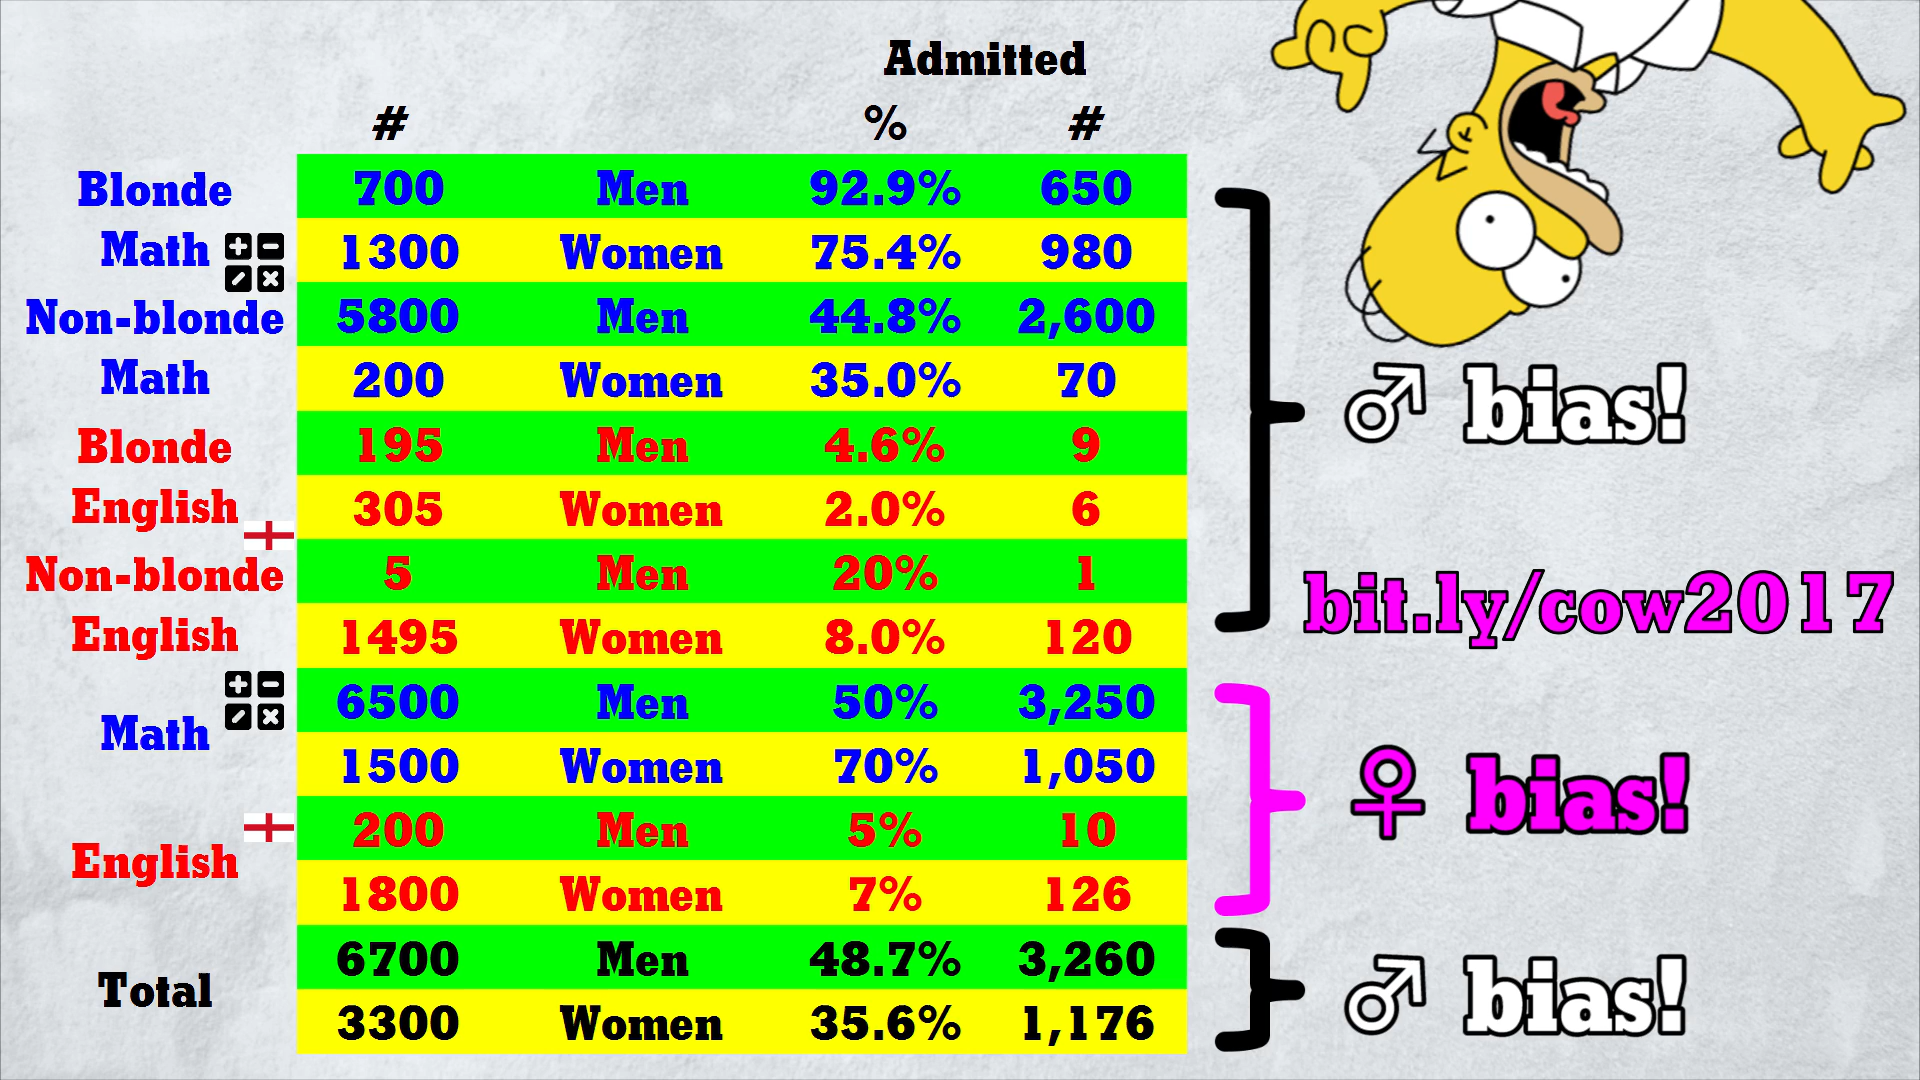 Admitted
# % #
Blonde 700 Men 92.9% 650
Math 1300 Women 75.4% 980
Non-blonde 5800 Men 44.8% 2,600
Math 200 Women 35.0% 70
Blonde 195 Men 4.6% 9
English 305 Women 2.0% 6
Non-blonde 5 Men 20% 1
English 1495 Women 8.0% 120
Math 6500 Men 50% 3,250
1500 Women 70% 1,050
English 200 Men 5% 10
1800 Women 7% 126
Total 6700 Men 48.7% 3,260
3300 Women 35.6% 1,176
♂ bias!
bit.ly/cow2017
♀ bias!
♂ bias!